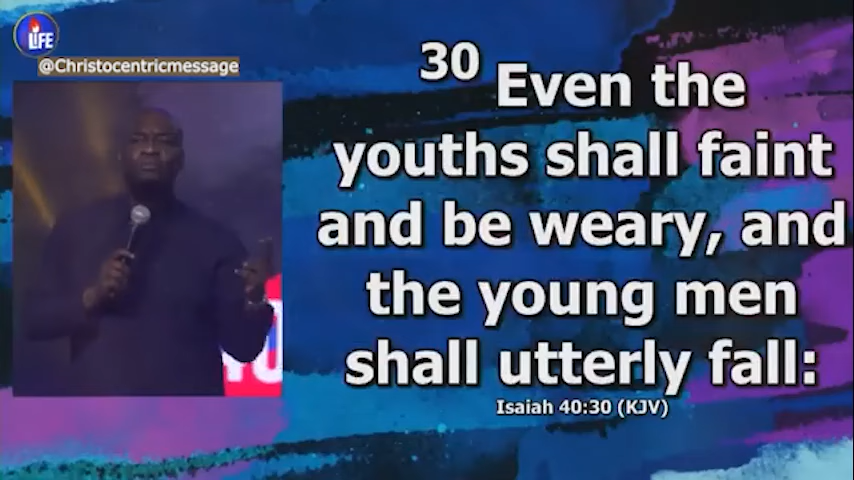 LIFE
@Christocentricmessage
30 Even the
youths shall faint
and be weary, and
the young men
shall utterly fall:
Isaiah 40:30 (KJV)